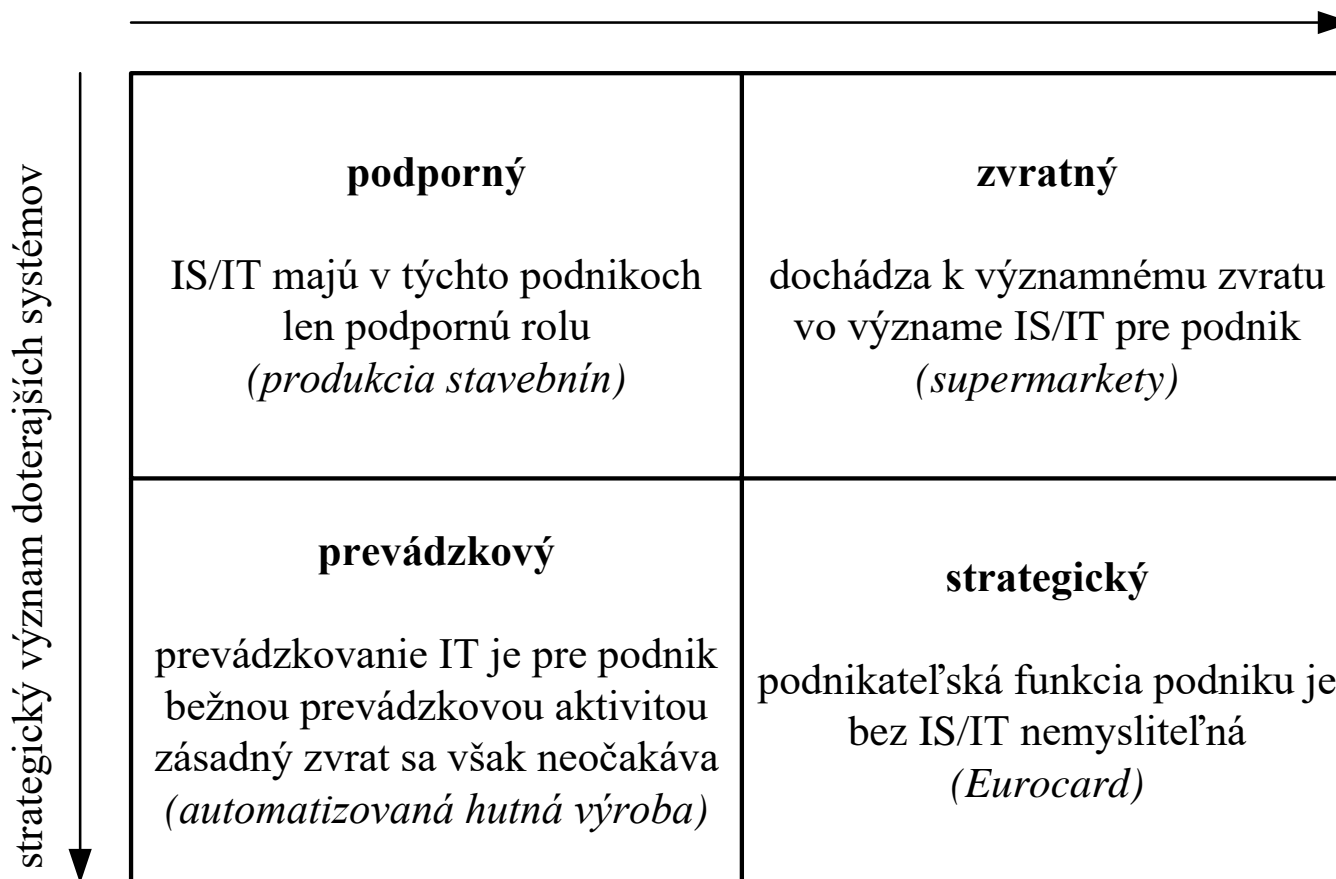 strategický význam doterajších systémov
podporný
IS/IT majú v týchto podnikoch
len podpornú rolu
(produkcia stavebnín)
zvratný
dochádza k významnému zvratu
vo význame IS/IT pre podnik
(supermarkety)
prevádzkový
prevádzkovanie IT je pre podnik
bežnou prevádzkovou aktivitou
zásadný zvrat sa však neočakáva
(automatizovaná hutná výroba)
strategický
podnikateľská funkcia podniku je
bez IS/IT nemysliteľná
(Eurocard)